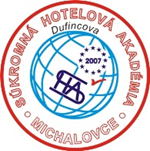 SÚKROMNÁ HOTELOVÁ AKADÉMIA
Dufincova
2007
SHA
• MICHALOVCE •